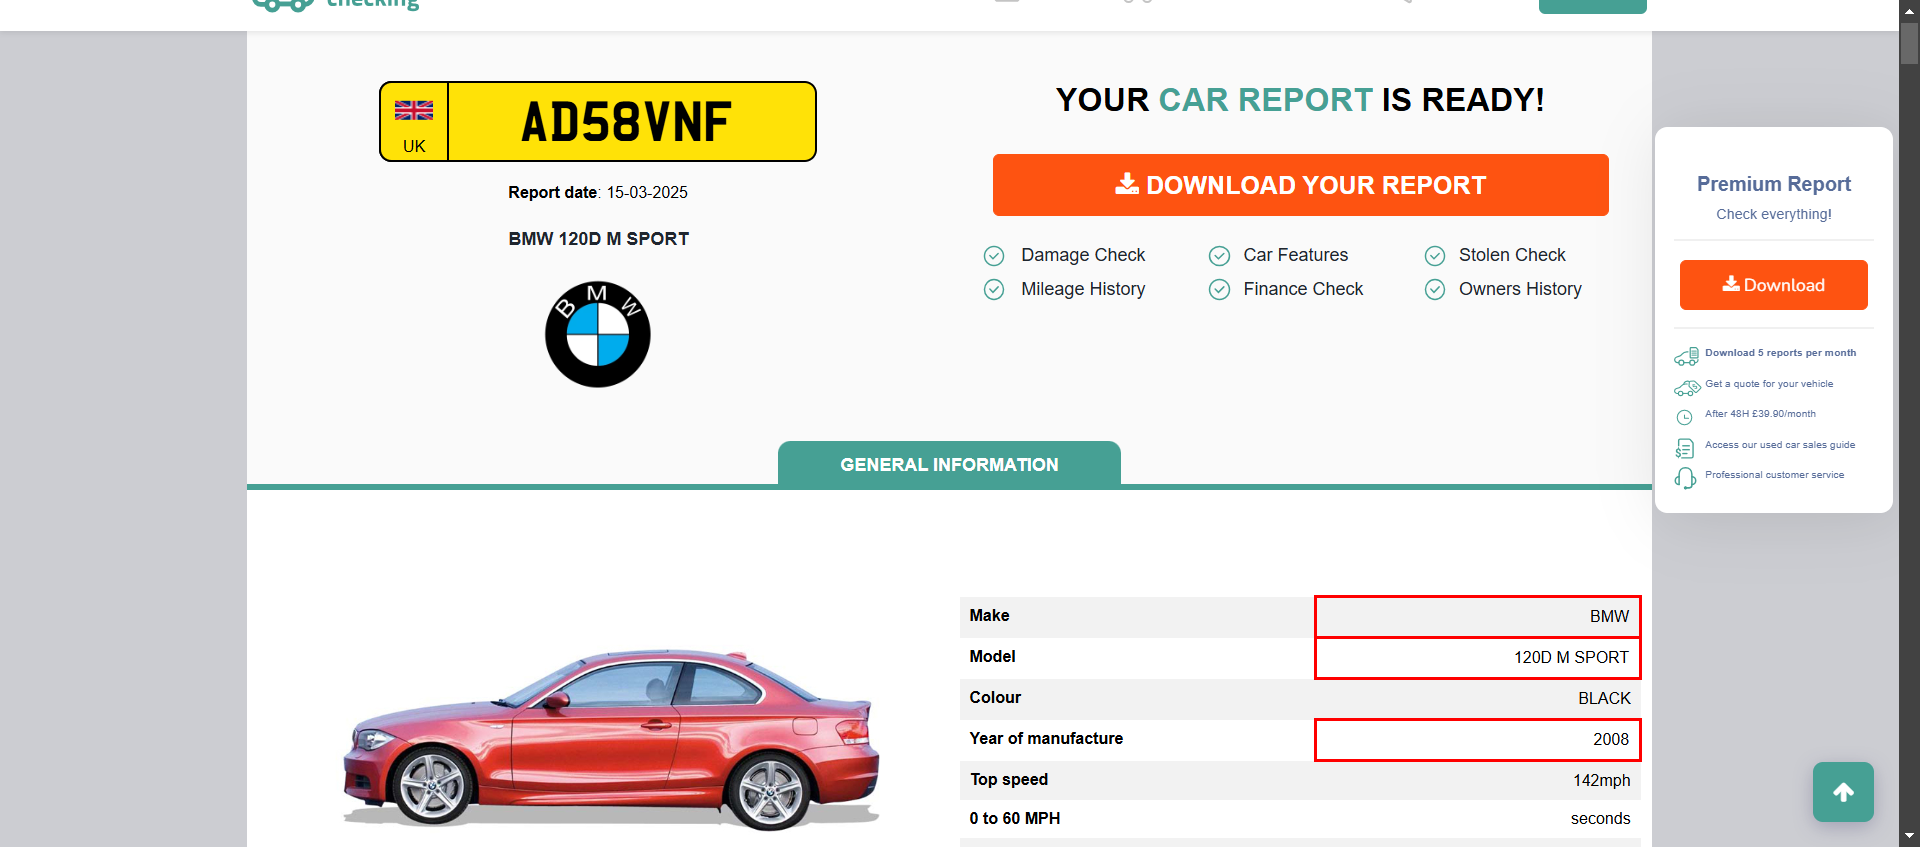 checking
UK
AD58VNF
Report date: 15-03-2025
BMW 120D M SPORT
BMW
YOUR CAR REPORT IS READY!
DOWNLOAD YOUR REPORT
Damage Check
Car Features
Stolen Check
Mileage History
Finance Check
Owners History
Premium Report
Check everything!
Download
Download 5 reports per month
Get a quote for your vehicle
After 48H £39.90/month
Access our used car sales guide
Professional customer service
GENERAL INFORMATION
Make BMW
Model 120D M SPORT
Colour BLACK
Year of manufacture 2008
Top speed 142mph
0 to 60 MPH seconds